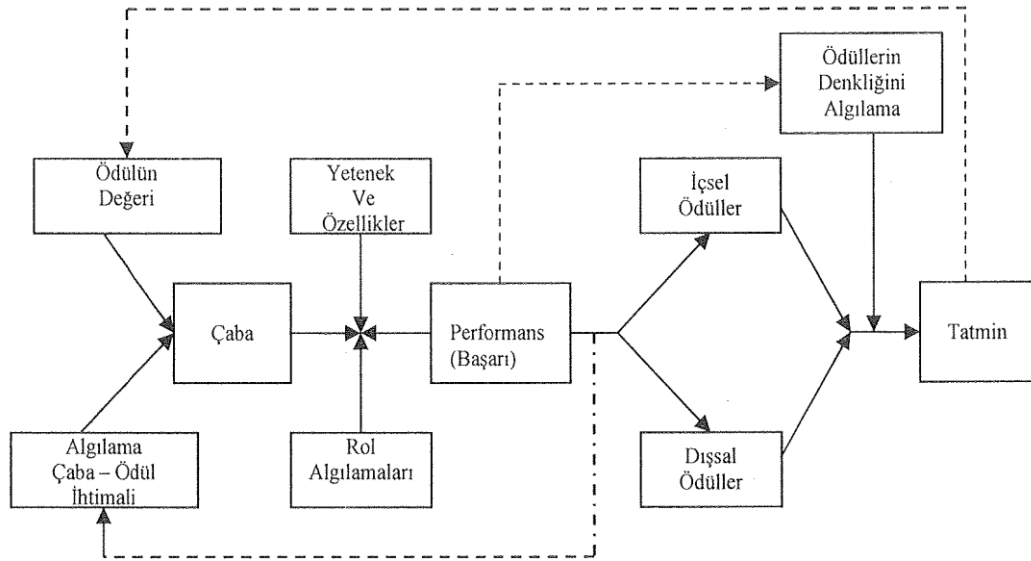 Ödüllerin
Denkliğini
Algılama
Ödülün
Değeri
Yetenek
Ve
Özellikler
İçsel
Ödüller
Çaba
Performans
(Başarı)
Tatmin
Algılama
Çaba – Ödül
İhtimali
Rol
Algılamaları
Dışsal
Ödüller